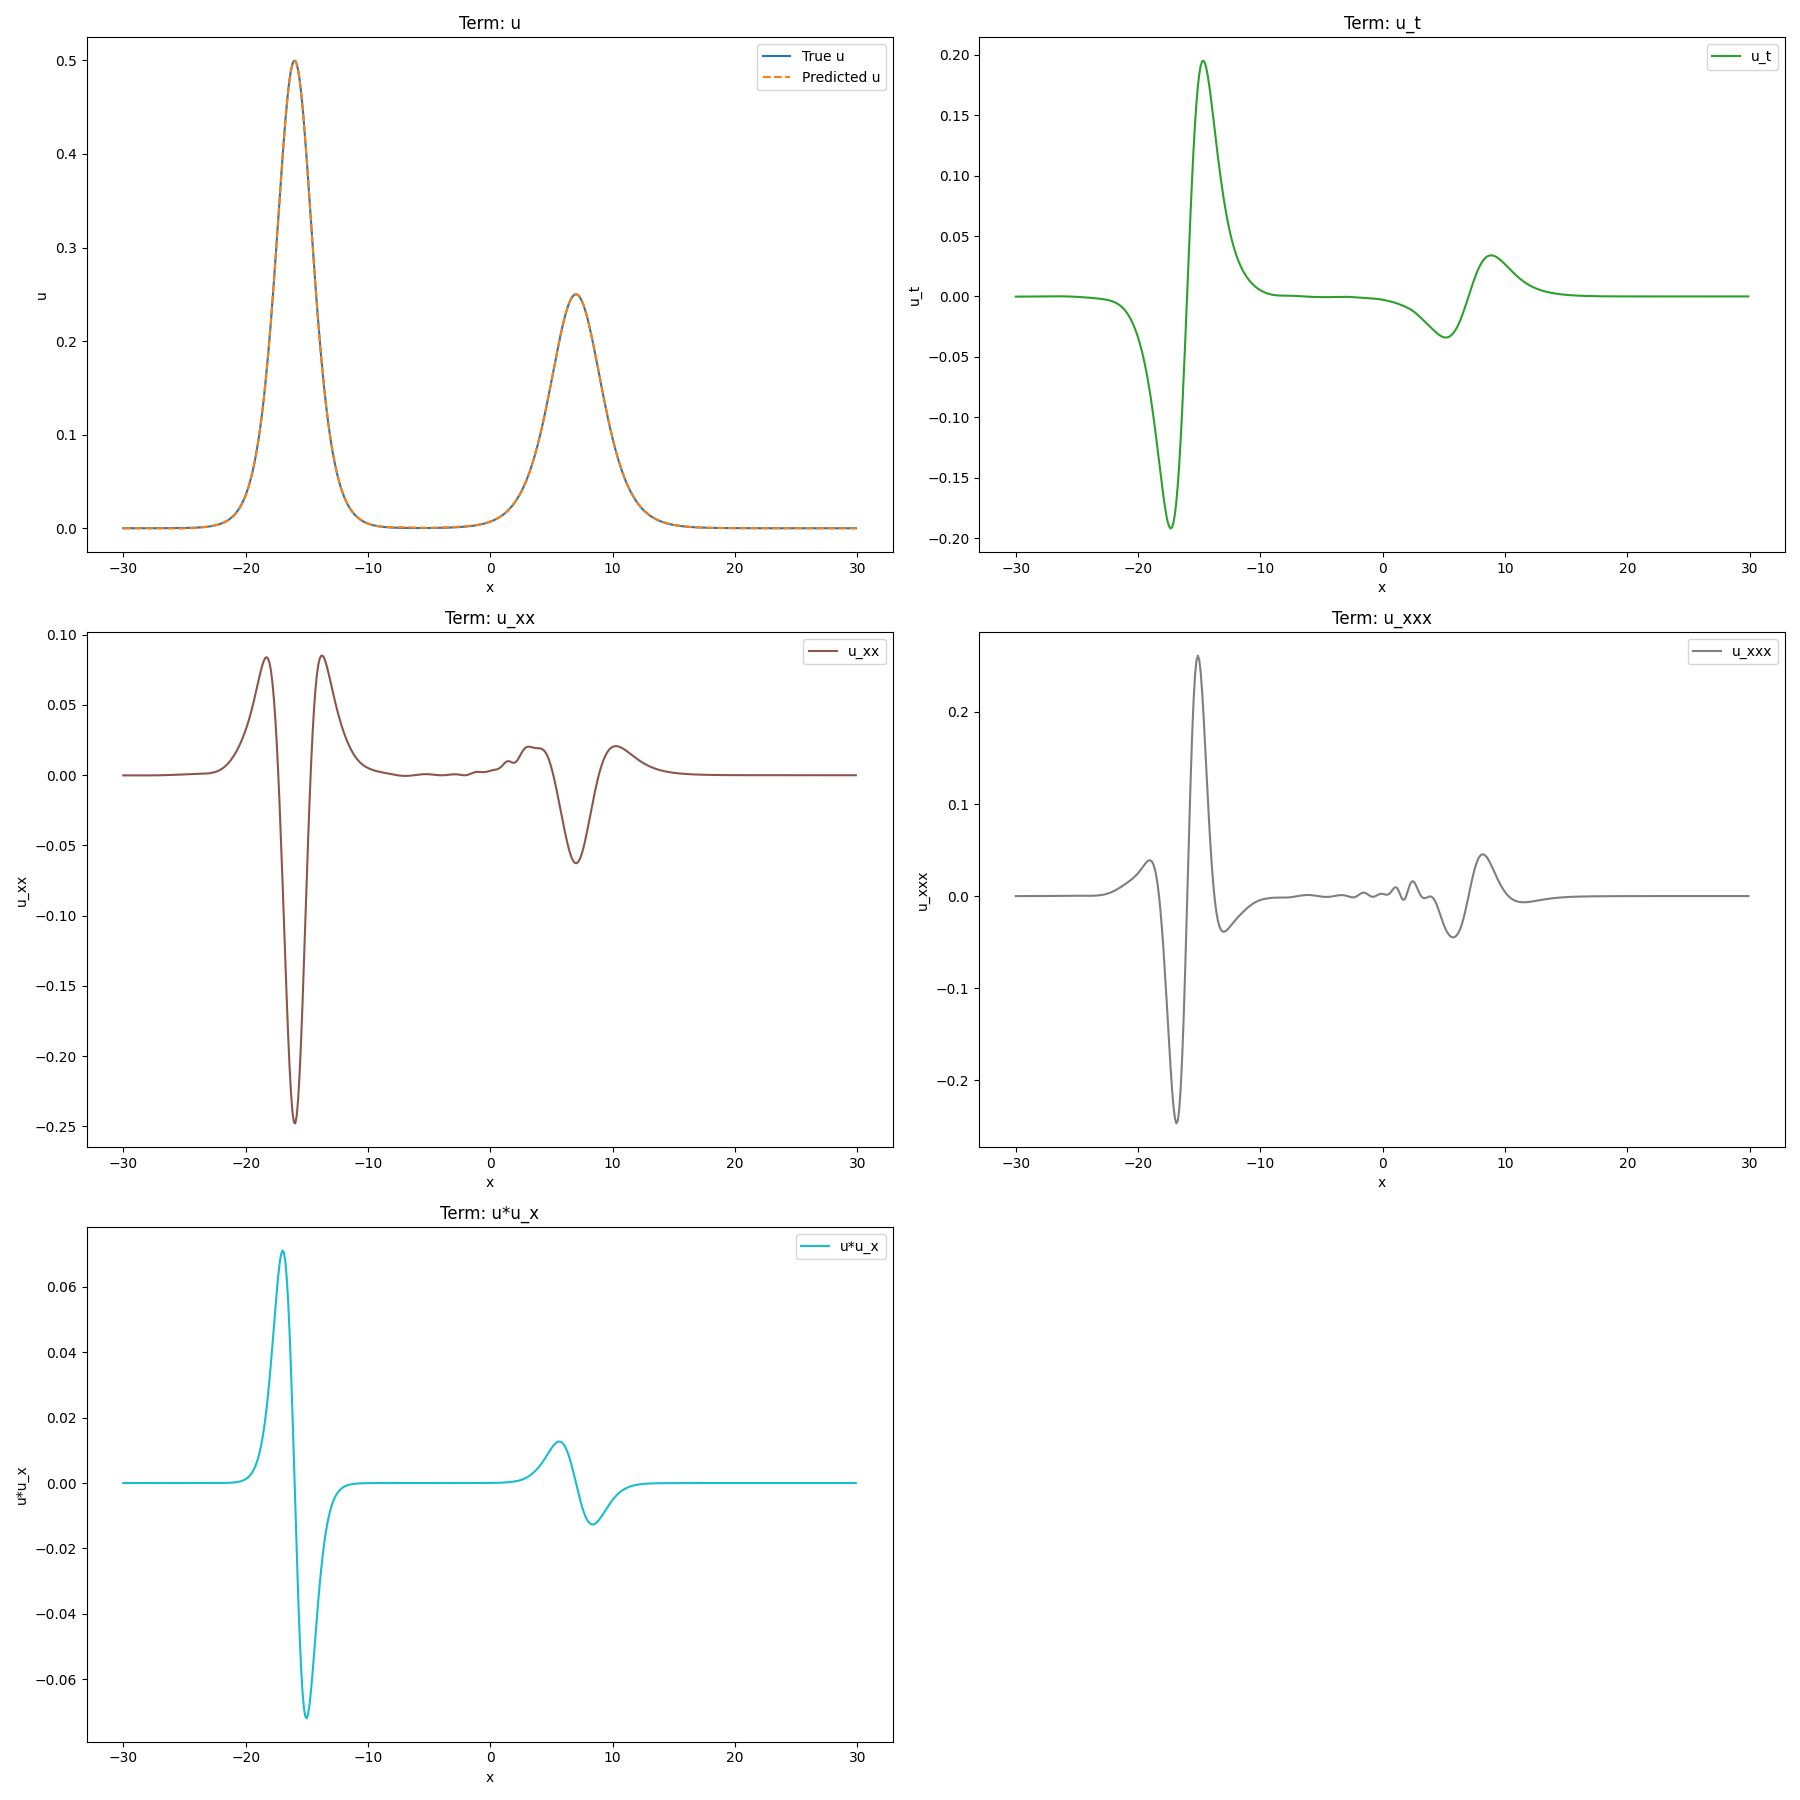 Term: u
0.5
0.4
0.3
0.2
0.1
0.0
u
True u
Predicted u
−30 −20 −10 0 10 20 30
x
Term: u_t
0.20
0.15
0.10
0.05
0.00
−0.05
−0.10
−0.15
−0.20
u_t
u_t
−30 −20 −10 0 10 20 30
x
Term: u_xx
0.10
0.05
0.00
−0.05
−0.10
−0.15
−0.20
−0.25
u_xx
u_xx
−30 −20 −10 0 10 20 30
x
Term: u_xxx
0.2
0.1
0.0
−0.1
−0.2
u_xxx
u_xxx
−30 −20 −10 0 10 20 30
x
Term: u*u_x
0.06
0.04
0.02
0.00
−0.02
−0.04
−0.06
u*u_x
u*u_x
−30 −20 −10 0 10 20 30
x